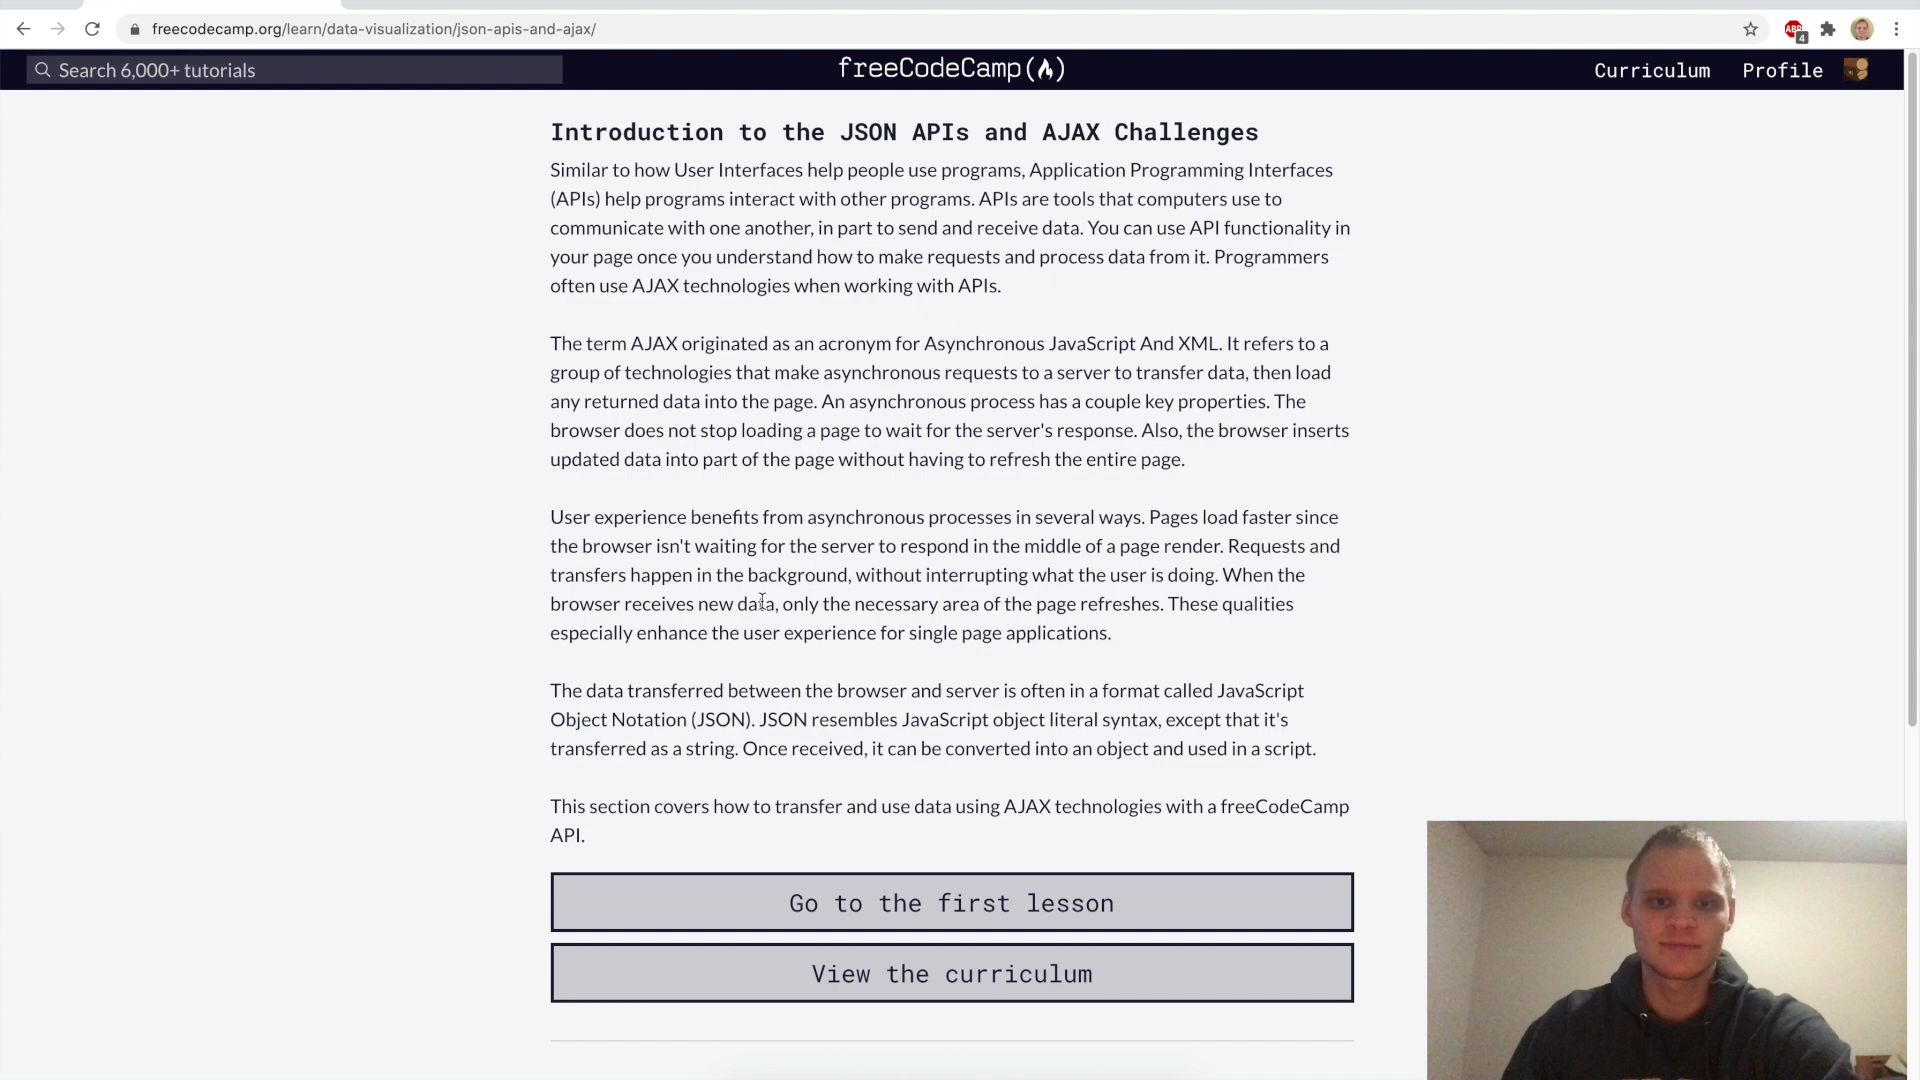 freecodecamp.org/learn/data-visualization/json-apis-and-ajax/
ABP
4
Search 6,000+ tutorials
freeCodeCamp(🔥)
Curriculum
Profile
Introduction to the JSON APIs and AJAX Challenges
Similar to how User Interfaces help people use programs, Application Programming Interfaces
(APIs) help programs interact with other programs. APIs are tools that computers use to
communicate with one another, in part to send and receive data. You can use API functionality in
your page once you understand how to make requests and process data from it. Programmers
often use AJAX technologies when working with APIs.
The term AJAX originated as an acronym for Asynchronous JavaScript And XML. It refers to a
group of technologies that make asynchronous requests to a server to transfer data, then load
any returned data into the page. An asynchronous process has a couple key properties. The
browser does not stop loading a page to wait for the server's response. Also, the browser inserts
updated data into part of the page without having to refresh the entire page.
User experience benefits from asynchronous processes in several ways. Pages load faster since
the browser isn't waiting for the server to respond in the middle of a page render. Requests and
transfers happen in the background, without interrupting what the user is doing. When the
browser receives new data, only the necessary area of the page refreshes. These qualities
especially enhance the user experience for single page applications.
The data transferred between the browser and server is often in a format called JavaScript
Object Notation (JSON). JSON resembles JavaScript object literal syntax, except that it's
transferred as a string. Once received, it can be converted into an object and used in a script.
This section covers how to transfer and use data using AJAX technologies with a freeCodeCamp
API.
Go to the first lesson
View the curriculum